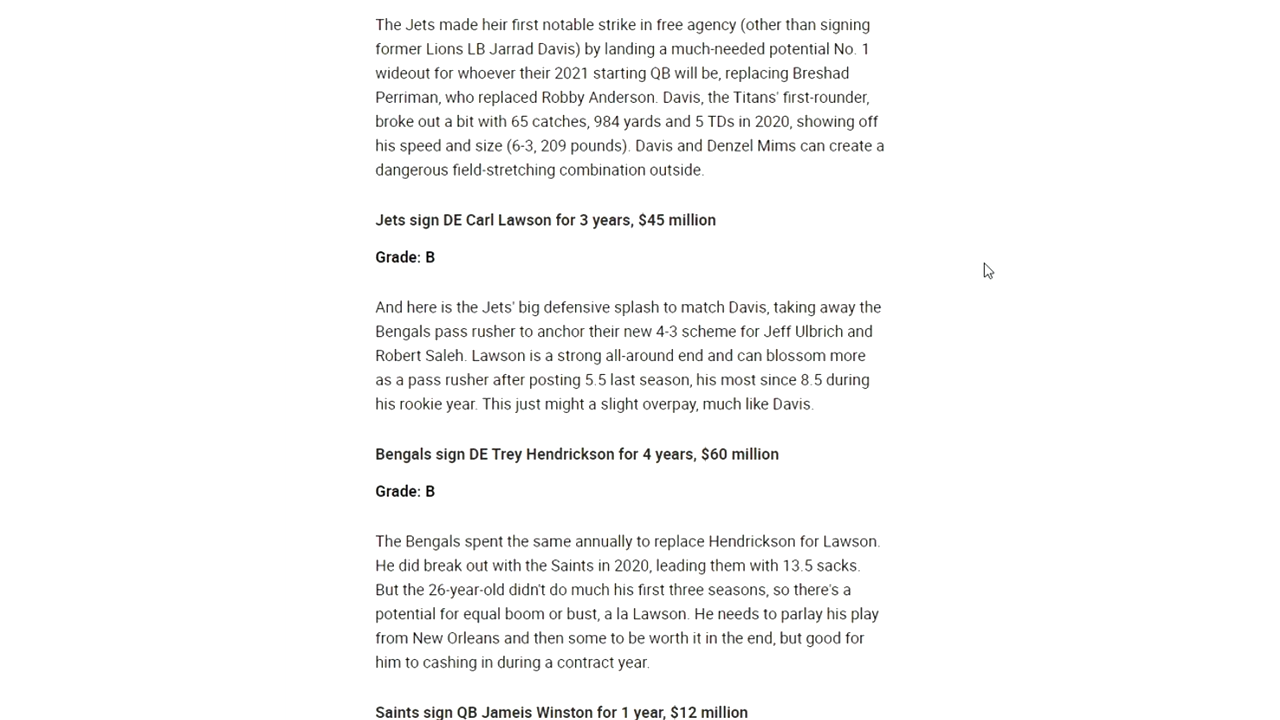 The Jets made heir first notable strike in free agency (other than signing
former Lions LB Jarrad Davis) by landing a much-needed potential No. 1
wideout for whoever their 2021 starting QB will be, replacing Breshad
Perriman, who replaced Robby Anderson. Davis, the Titans' first-rounder,
broke out a bit with 65 catches, 984 yards and 5 TDs in 2020, showing off
his speed and size (6-3, 209 pounds). Davis and Denzel Mims can create a
dangerous field-stretching combination outside.
Jets sign DE Carl Lawson for 3 years, $45 million
Grade: B
And here is the Jets' big defensive splash to match Davis, taking away the
Bengals pass rusher to anchor their new 4-3 scheme for Jeff Ulbrich and
Robert Saleh. Lawson is a strong all-around end and can blossom more
as a pass rusher after posting 5.5 last season, his most since 8.5 during
his rookie year. This just might a slight overpay, much like Davis.
Bengals sign DE Trey Hendrickson for 4 years, $60 million
Grade: B
The Bengals spent the same annually to replace Hendrickson for Lawson.
He did break out with the Saints in 2020, leading them with 13.5 sacks.
But the 26-year-old didn't do much his first three seasons, so there's a
potential for equal boom or bust, a la Lawson. He needs to parlay his play
from New Orleans and then some to be worth it in the end, but good for
him to cashing in during a contract year.
Saints sign QB Jameis Winston for 1 year, $12 million